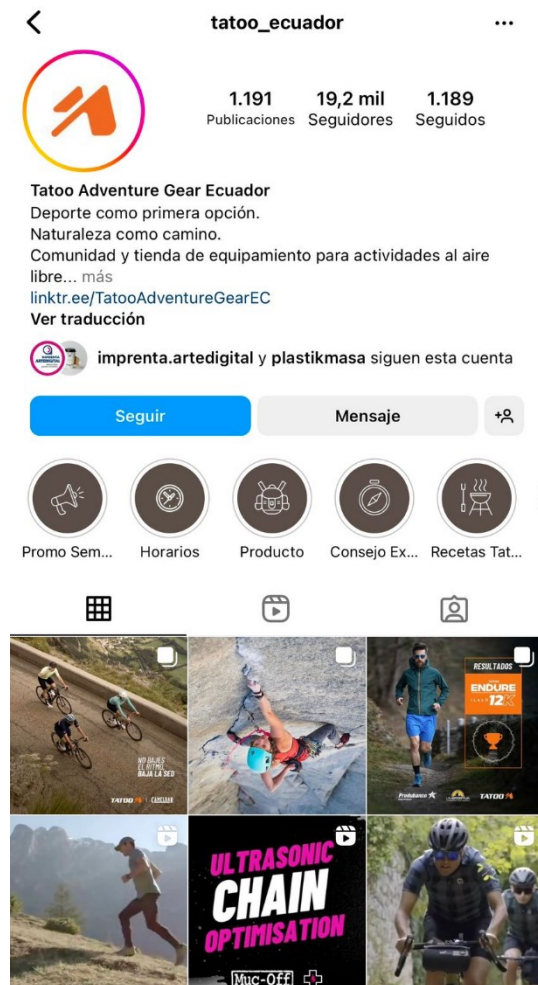 tatoo_ecuador
1.191 19,2 mil 1.189
Publicaciones Seguidores Seguidos
Tatoo Adventure Gear Ecuador
Deporte como primera opción.
Naturaleza como camino.
Comunidad y tienda de equipamiento para actividades al aire
libre... más
linktr.ee/TatooAdventureGearEC
Ver traducción
imprenta.artedigital y plastikmasa siguen esta cuenta
Seguir Mensaje
Promo Sem... Horarios Producto Consejo Ex... Recetas Tat...
NO BAJES
EL RITMO,
BAJA LA SED
TATOO
CAMELBAK
RESULTADOS
ENDURE
12K
Produbanco
TATOO
ULTRASONIC
CHAIN
OPTIMISATION
Muc-Off